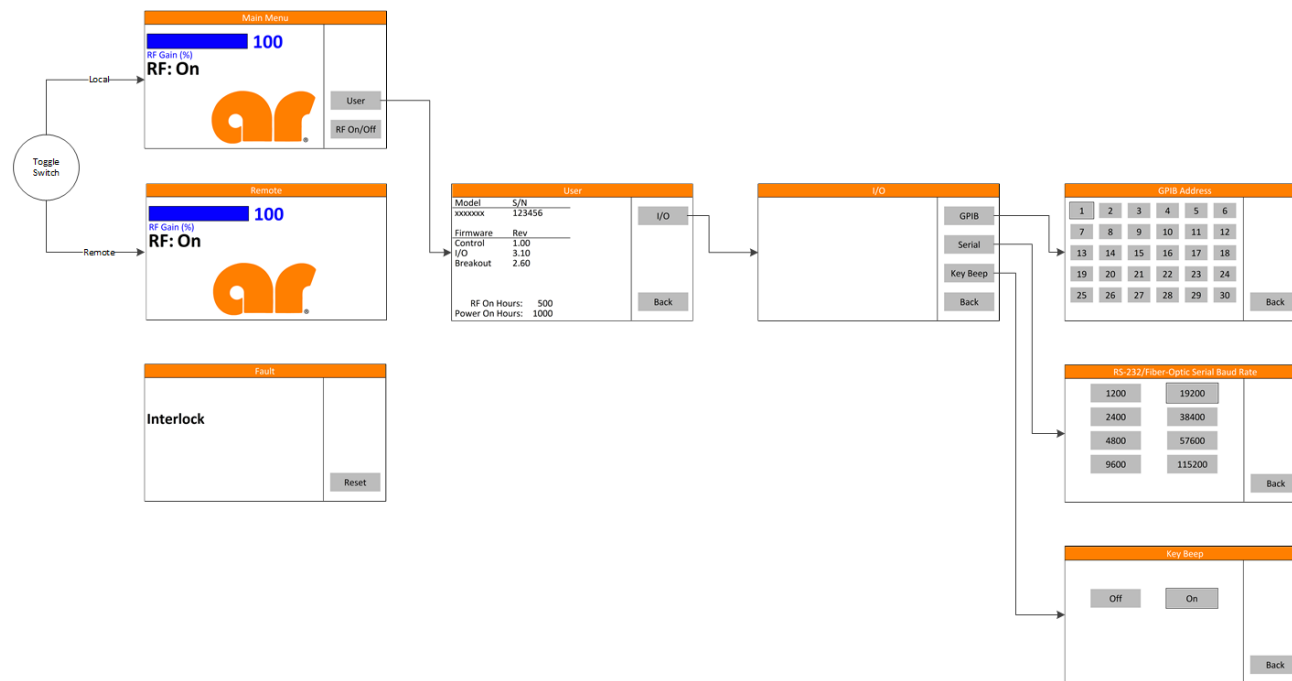 Toggle
Switch
Local
Remote
Main Menu
100
RF Gain (%)
RF: On
ar
®
User
RF On/Off
Remote
100
RF Gain (%)
RF: On
ar
®
Fault
Interlock
Reset
User
Model S/N
xxxxxxx 123456
Firmware Rev
Control 1.00
I/O 3.10
Breakout 2.60
RF On Hours: 500
Power On Hours: 1000
I/O
Back
I/O
GPIB
Serial
Key Beep
Back
GPIB Address
1 2 3 4 5 6
7 8 9 10 11 12
13 14 15 16 17 18
19 20 21 22 23 24
25 26 27 28 29 30
Back
RS-232/Fiber-Optic Serial Baud Rate
1200 19200
2400 38400
4800 57600
9600 115200
Back
Key Beep
Off On
Back